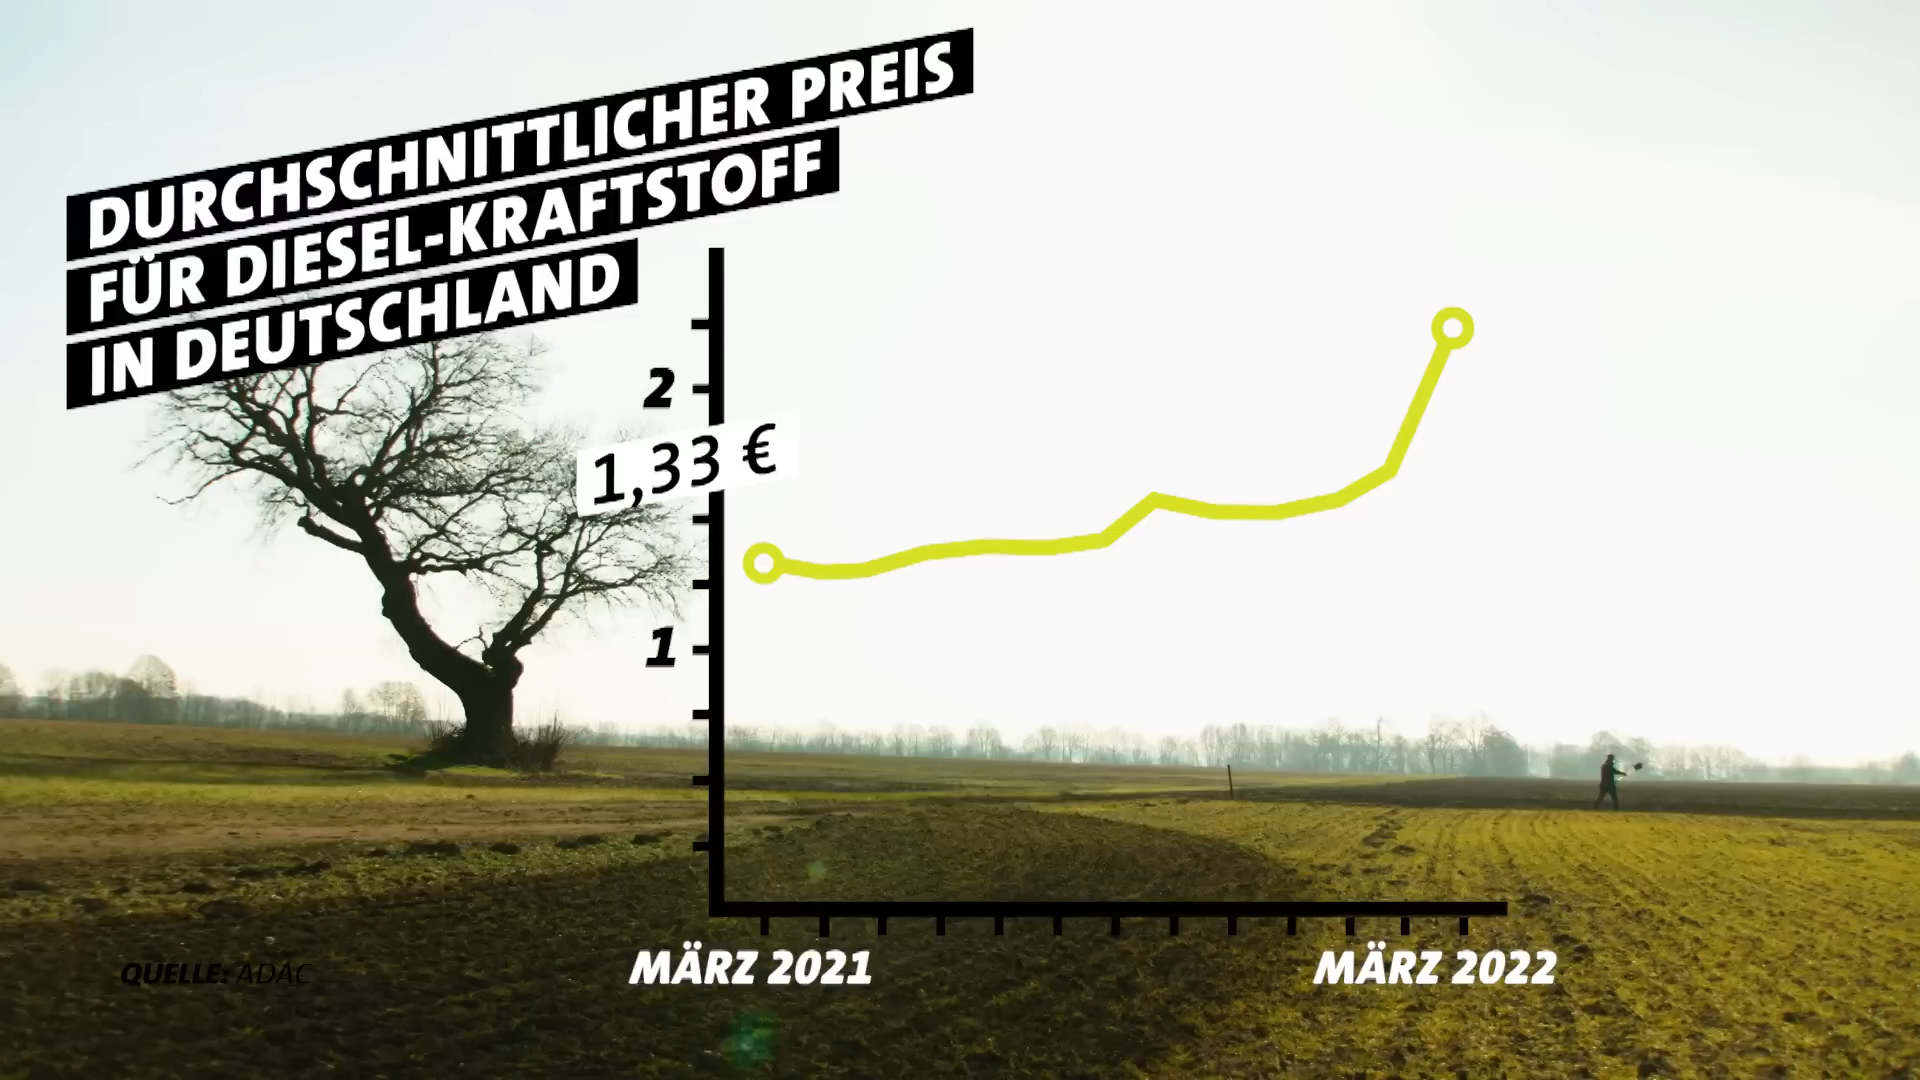 DURCHSCHNITTLICHER PREIS
FÜR DIESEL-KRAFTSTOFF
IN DEUTSCHLAND
2
1,33 €
1
MÄRZ 2021
MÄRZ 2022
QUELLE: ADAC